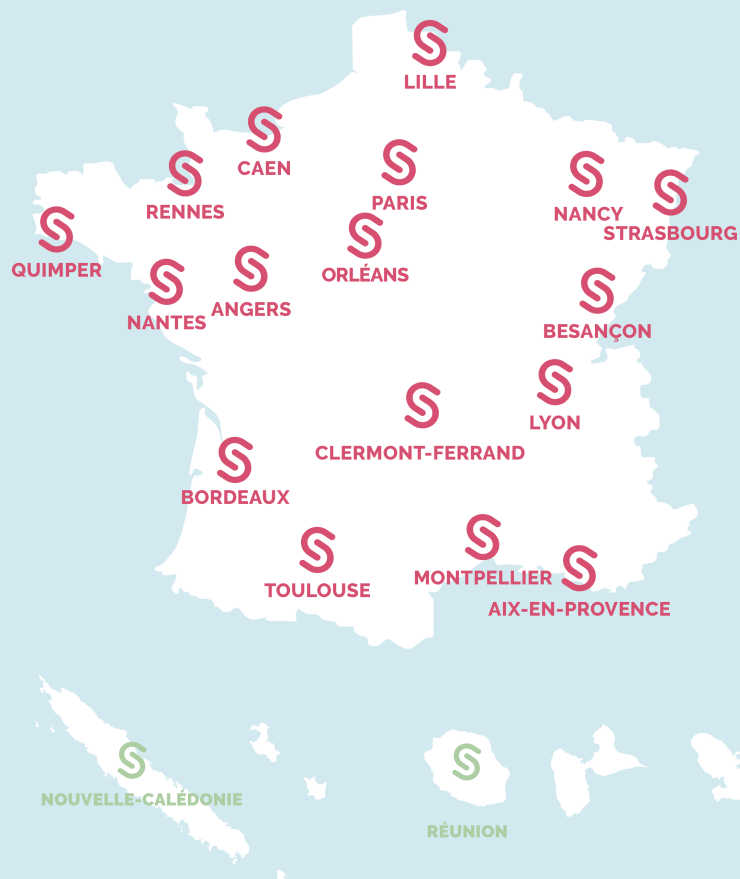 LILLE
CAEN
PARIS
RENNES
NANCY
STRASBOURG
QUIMPER
ORLÉANS
ANGERS
NANTES
BESANÇON
LYON
CLERMONT-FERRAND
BORDEAUX
MONTPELLIER
TOULOUSE
AIX-EN-PROVENCE
NOUVELLE-CALÉDONIE
RÉUNION